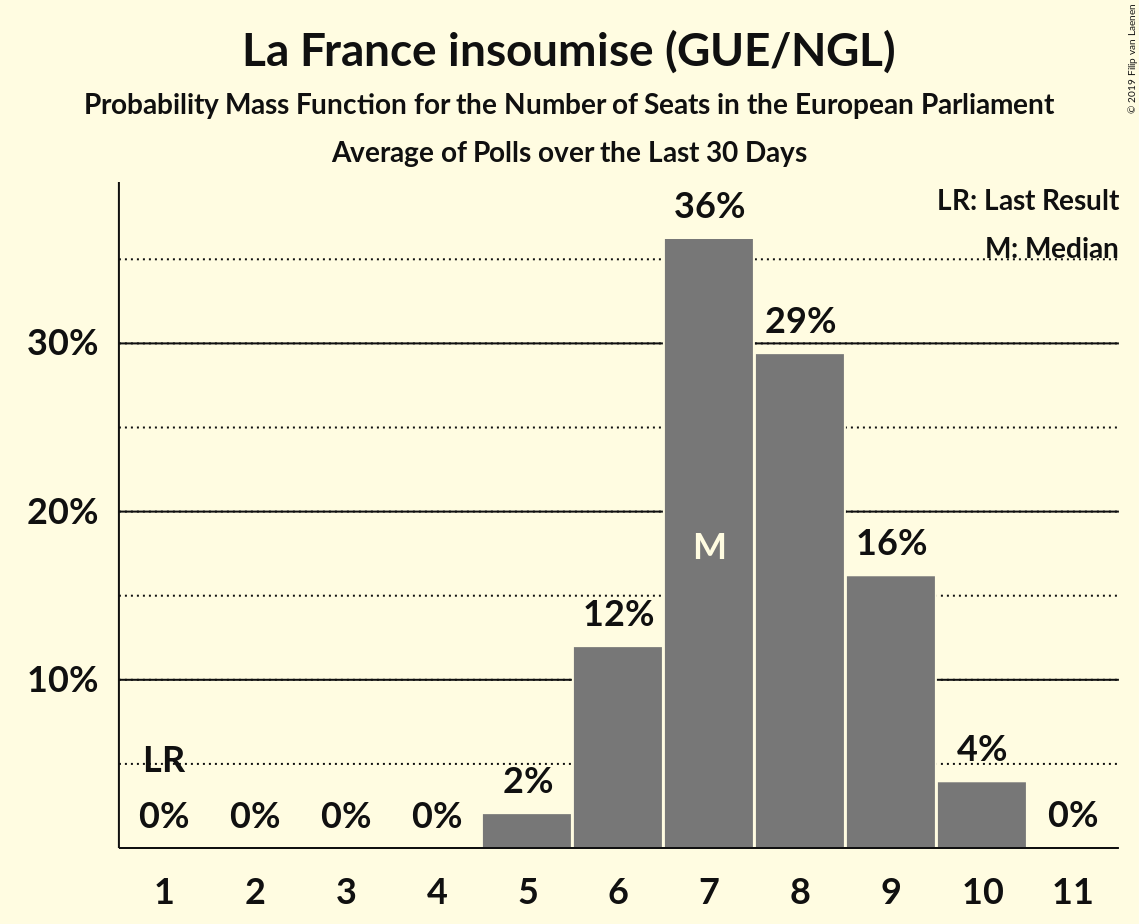 La France insoumise (GUE/NGL)
Probability Mass Function for the Number of Seats in the European Parliament
Average of Polls over the Last 30 Days
© 2019 Filip van Laenen
LR: Last Result
M: Median
36%
29%
30%
20%
16%
M
12%
10%
LR
4%
2%
0% 0% 0% 0% 0%
1 2 3 4 5 6 7 8 9 10 11